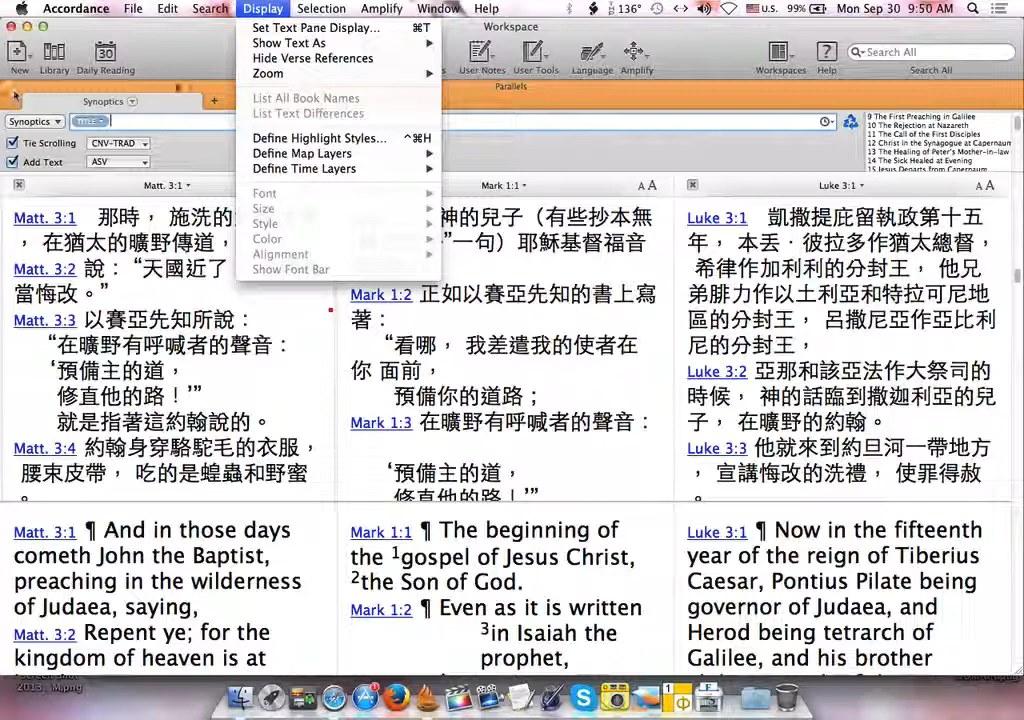 Accordance File Edit Search Display Selection Amplify Window Help 136° U.S. 99% Mon Sep 30 9:50 AM
Workspace
New Library Daily Reading User Notes User Tools Language Amplify Workspaces Help Search All
Search All
Parallels
Set Text Pane Display... ⌘T
Show Text As
Hide Verse References
Zoom
List All Book Names
List Text Differences
Define Highlight Styles... ^⌘H
Define Map Layers
Define Time Layers
Font
Size
Style
Color
Alignment
Show Font Bar
Synoptics
Synoptics TITLE
Tie Scrolling CNV-TRAD
Add Text ASV
9 The First Preaching in Galilee
10 The Rejection at Nazareth
11 The Call of the First Disciples
12 Christ in the Synagogue at Capernaum
13 The Healing of Peter's Mother-in-law
14 The Sick Healed at Evening
15 Jesus Departs from Capernaum
Matt. 3:1
Matt. 3:1 那時， 施洗的
， 在猶太的曠野傳道，
Matt. 3:2 說：“天國近了
當悔改。”
Matt. 3:3 以賽亞先知所說：
“在曠野有呼喊者的聲音：
‘預備主的道，
修直他的路！’”
就是指著這約翰說的。
Matt. 3:4 約翰身穿駱駝毛的衣服，
腰束皮帶， 吃的是蝗蟲和野蜜
。
Mark 1:1 A A
神的兒子（有些抄本無
”一句）耶穌基督福音
Mark 1:2 正如以賽亞先知的書上寫
著：
“看哪， 我差遣我的使者在
你 面前，
預備你的道路；
Mark 1:3 在曠野有呼喊者的聲音：
‘預備主的道，
修直他的路！’”
Luke 3:1 A A
Luke 3:1 凱撒提庇留執政第十五
年， 本丟．彼拉多作猶太總督，
希律作加利利的分封王， 他兄
弟腓力作以土利亞和特拉可尼地
區的分封王， 呂撒尼亞作亞比利
尼的分封王，
Luke 3:2 亞那和該亞法作大祭司的
時候， 神的話臨到撒迦利亞的兒
子， 在曠野的約翰。
Luke 3:3 他就來到約旦河一帶地方
， 宣講悔改的洗禮， 使罪得赦
。
Matt. 3:1 ¶ And in those days
cometh John the Baptist,
preaching in the wilderness
of Judaea, saying,
Matt. 3:2 Repent ye; for the
kingdom of heaven is at
Mark 1:1 ¶ The beginning of
the 1gospel of Jesus Christ,
2the Son of God.
Mark 1:2 ¶ Even as it is written
3in Isaiah the
prophet,
Luke 3:1 ¶ Now in the fifteenth
year of the reign of Tiberius
Caesar, Pontius Pilate being
governor of Judaea, and
Herod being tetrarch of
Galilee, and his brother